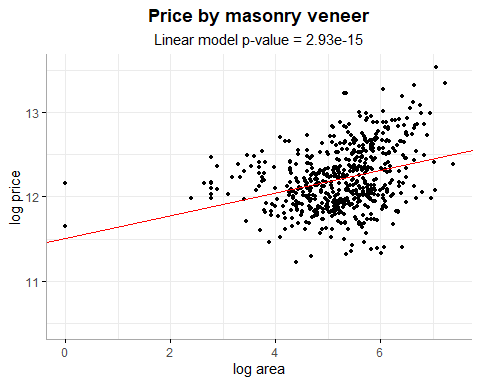 Price by masonry veneer
Linear model p-value = 2.93e-15
13
12
11
log price
0 2 4 6
log area